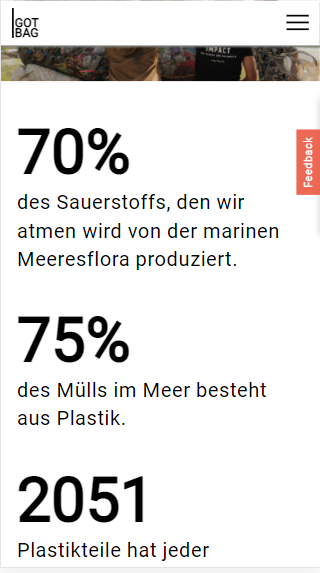 GOT
BAG
IMPACT
70%
des Sauerstoffs, den wir
atmen wird von der marinen
Meeresflora produziert.
Feedback
75%
des Mülls im Meer besteht
aus Plastik.
2051
Plastikteile hat jeder